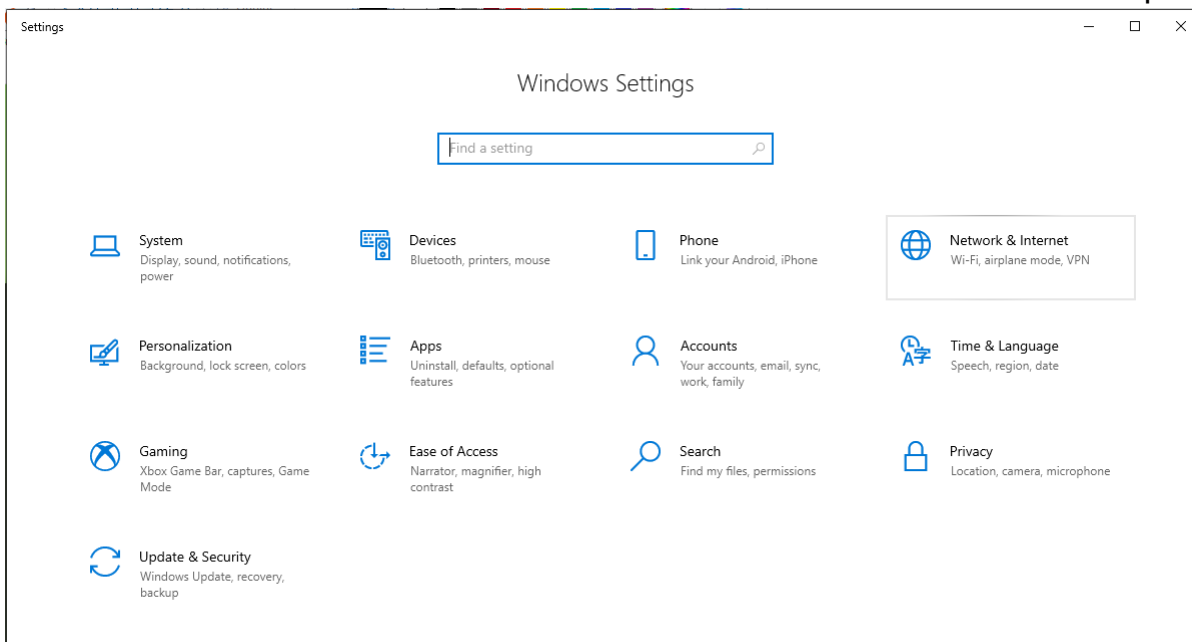 Settings
Windows Settings
Find a setting
System
Display, sound, notifications,
power
Devices
Bluetooth, printers, mouse
Phone
Link your Android, iPhone
Network & Internet
Wi-Fi, airplane mode, VPN
Personalization
Background, lock screen, colors
Apps
Uninstall, defaults, optional
features
Accounts
Your accounts, email, sync,
work, family
Time & Language
Speech, region, date
Gaming
Xbox Game Bar, captures, Game
Mode
Ease of Access
Narrator, magnifier, high
contrast
Search
Find my files, permissions
Privacy
Location, camera, microphone
Update & Security
Windows Update, recovery,
backup